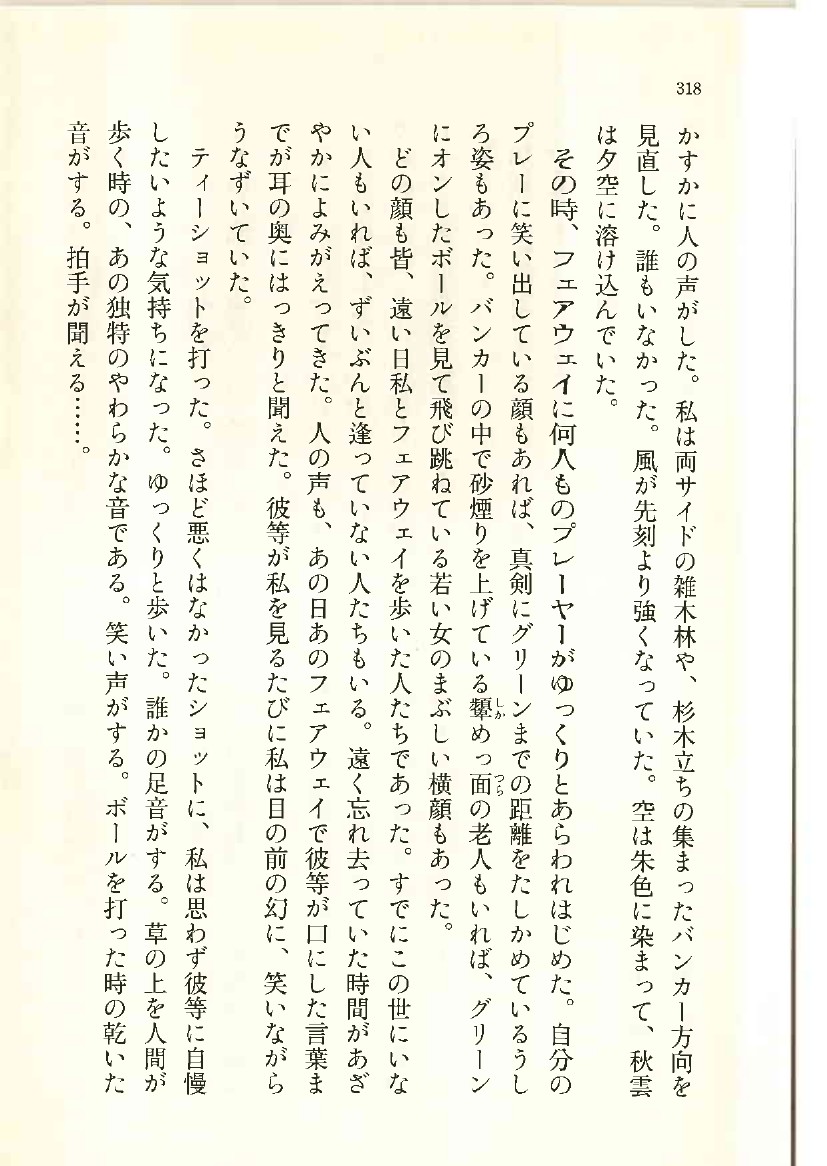 318
かすかに人の声がした。私は両サイドの雑木林や、杉木立ちの集まったバンカー方向を
見直した。誰もいなかった。風が先刻より強くなっていた。空は朱色に染まって、秋雲
は夕空に溶け込んでいた。
その時、フェアウェイに何人ものプレーヤーがゆっくりとあらわれはじめた。自分の
プレーに笑い出している顔もあれば、真剣にグリーンまでの距離をたしかめているうし
ろ姿もあった。バンカーの中で砂煙りを上げている顰めっ面の老人もいれば、グリーン
にオンしたボールを見て飛び跳ねている若い女のまぶしい横顔もあった。
どの顔も皆、遠い日私とフェアウェイを歩いた人たちであった。すでにこの世にいな
い人もいれば、ずいぶんと逢っていない人たちもいる。遠く忘れ去っていた時間があざ
やかによみがえってきた。人の声も、あの日あのフェアウェイで彼等が口にした言葉ま
でが耳の奥にはっきりと聞えた。彼等が私を見るたびに私は目の前の幻に、笑いながら
うなずいていた。
ティーショットを打った。さほど悪くはなかったショットに、私は思わず彼等に自慢
したいような気持ちになった。ゆっくりと歩いた。誰かの足音がする。草の上を人間が
歩く時の、あの独特のやわらかな音である。笑い声がする。ボールを打った時の乾いた
音がする。拍手が聞える……。